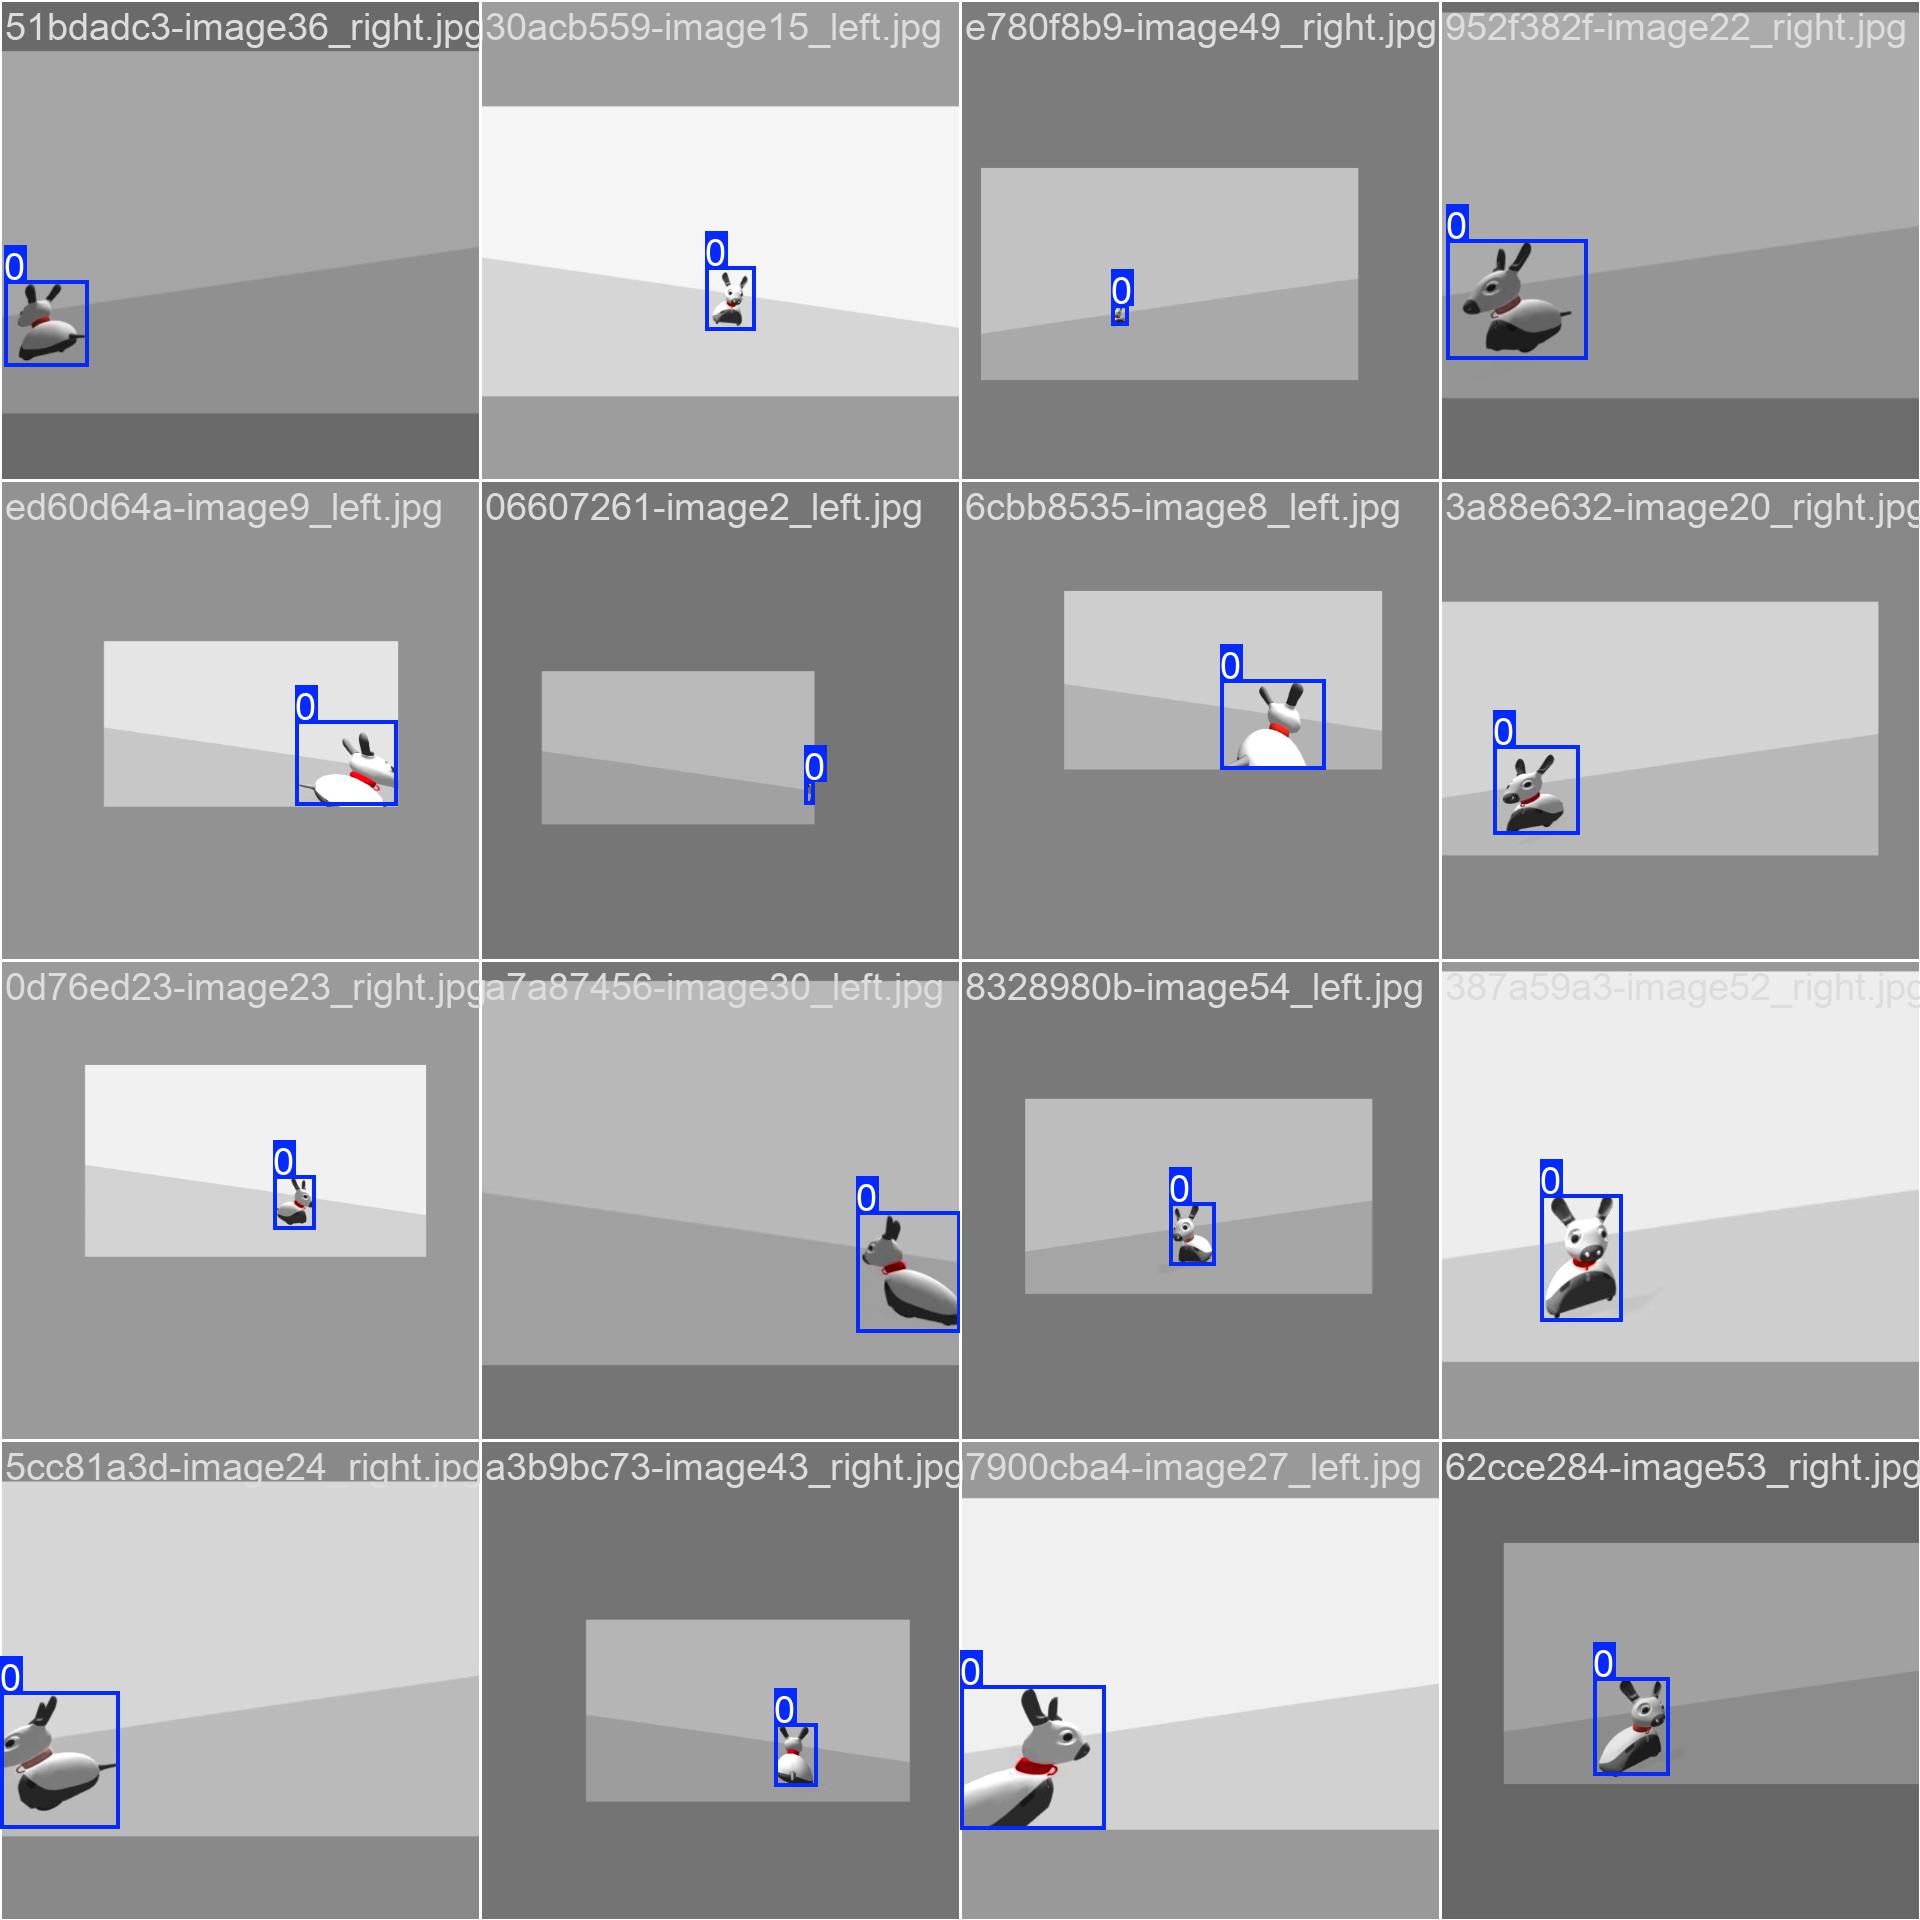 51bdadc3-image36_right.jpg
30acb559-image15_left.jpg
e780f8b9-image49_right.jpg
952f382f-image22_right.jpg
0
0
0
0
ed60d64a-image9_left.jpg
06607261-image2_left.jpg
6cbb8535-image8_left.jpg
3a88e632-image20_right.jpg
0
0
0
0
0d76ed23-image23_right.jpg
a7a87456-image30_left.jpg
8328980b-image54_left.jpg
387a59a3-image52_right.jpg
0
0
0
0
5cc81a3d-image24_right.jpg
a3b9bc73-image43_right.jpg
7900cba4-image27_left.jpg
62cce284-image53_right.jpg
0
0
0
0